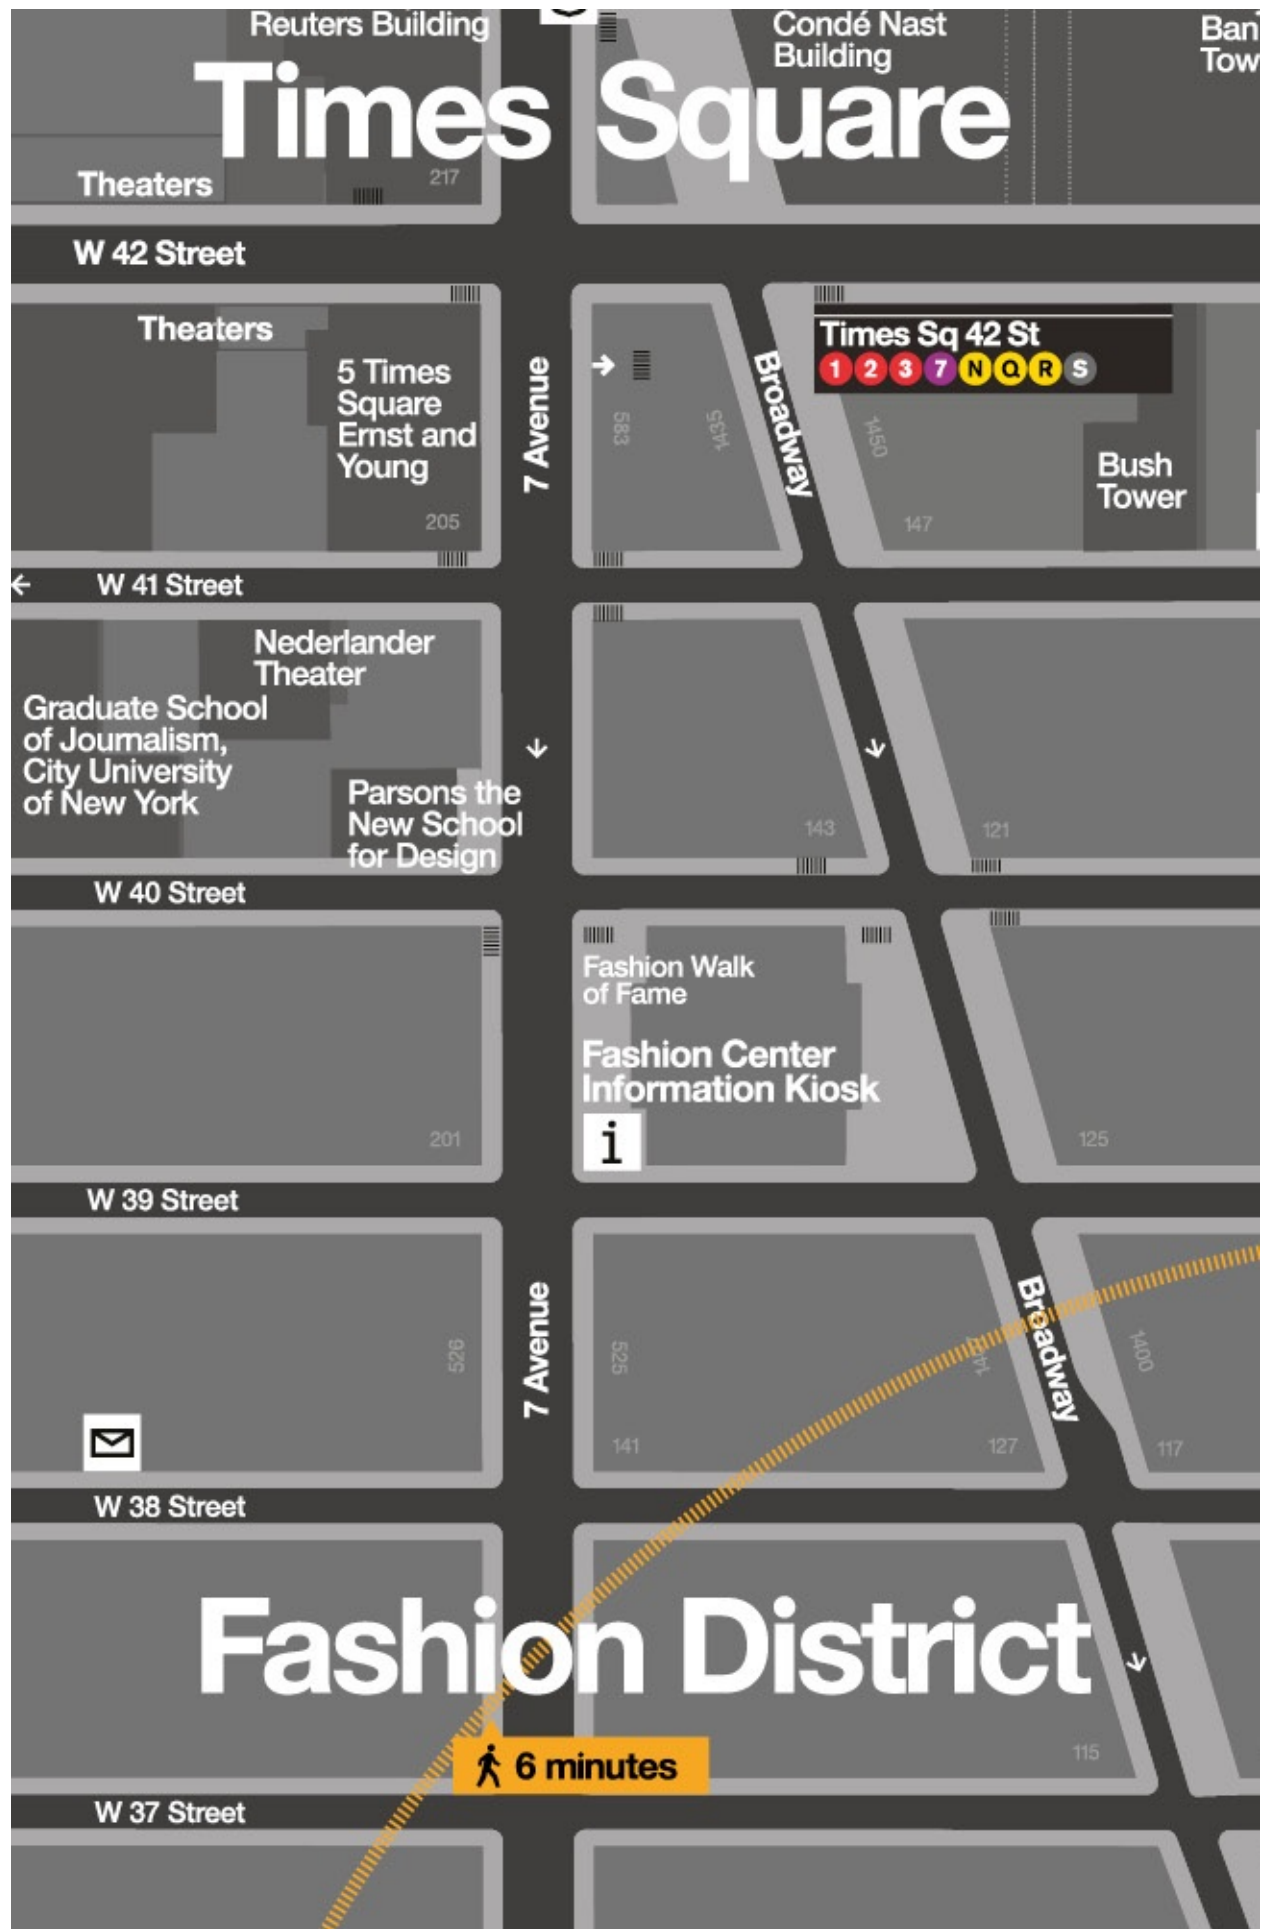 Reuters Building
Condé Nast
Building
Times Square
Theaters
217
W 42 Street
Theaters
5 Times
Square
Ernst and
Young
205
7 Avenue
583
1435
Broadway
Times Sq 42 St
1 2 3 7 N Q R S
1450
147
Bush
Tower
W 41 Street
Nederlander
Theater
Graduate School
of Journalism,
City University
of New York
Parsons the
New School
for Design
143
121
W 40 Street
Fashion Walk
of Fame
Fashion Center
Information Kiosk
i
201
125
W 39 Street
526
7 Avenue
525
141
127
Broadway
1400
117
W 38 Street
Fashion District
115
6 minutes
W 37 Street